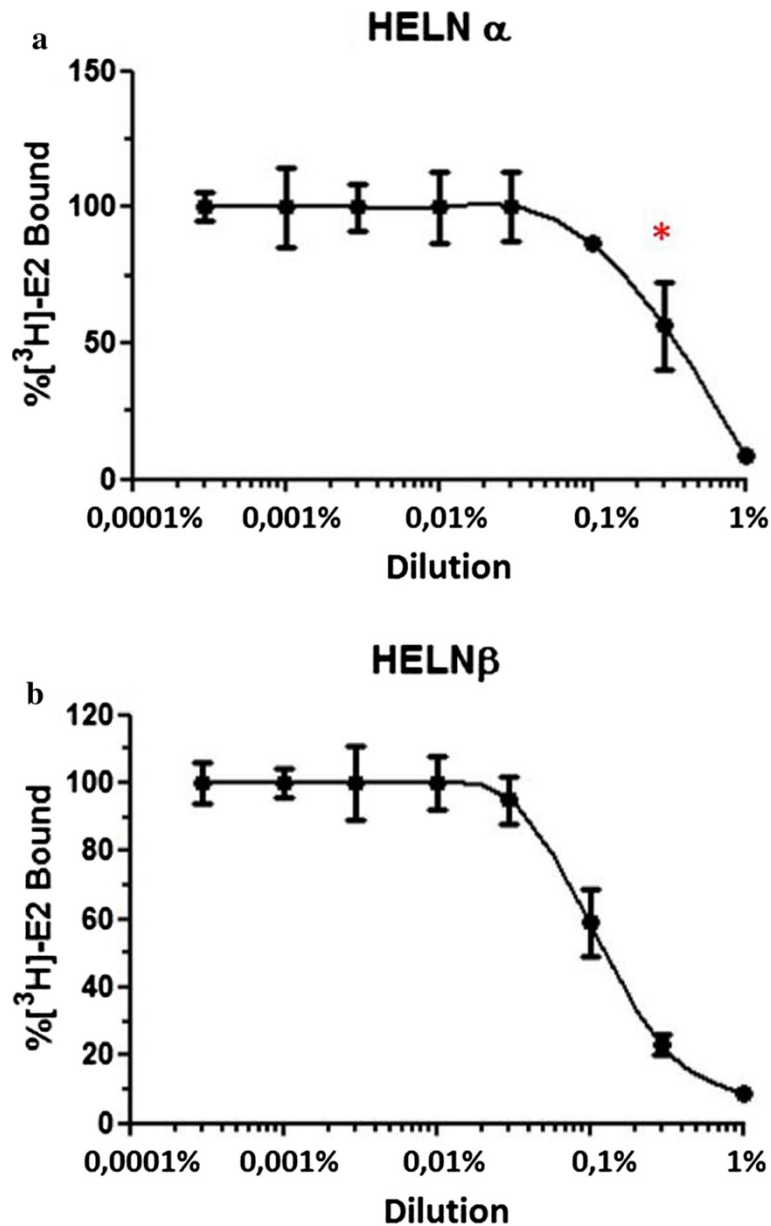 a
HELN α
150
100
50
0
%[³H]-E2 Bound
*
0,0001% 0,001% 0,01% 0,1% 1%
Dilution
b
HELNβ
120
100
80
60
40
20
0
%[³H]-E2 Bound
0,0001% 0,001% 0,01% 0,1% 1%
Dilution